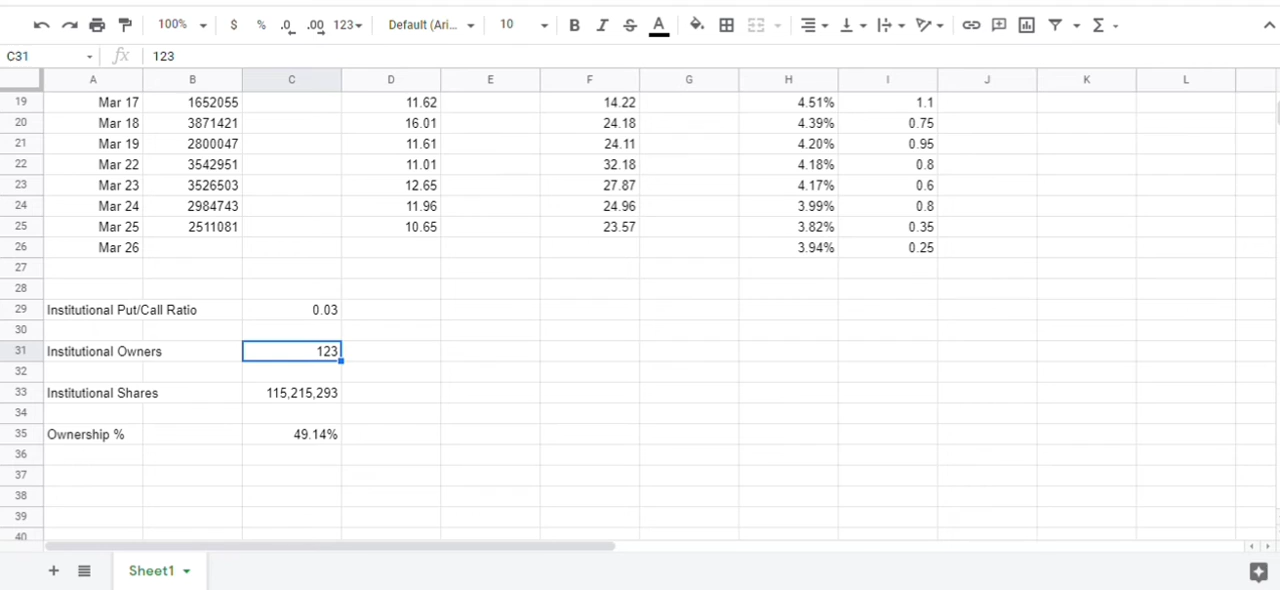 100% $ % .0 .00 123 Default (Ari... 10 B I S A Σ
C31 fx 123
A B C D E F G H I J K L
19 Mar 17 1652055 11.62 14.22 4.51% 1.1
20 Mar 18 3871421 16.01 24.18 4.39% 0.75
21 Mar 19 2800047 11.61 24.11 4.20% 0.95
22 Mar 22 3542951 11.01 32.18 4.18% 0.8
23 Mar 23 3526503 12.65 27.87 4.17% 0.6
24 Mar 24 2984743 11.96 24.96 3.99% 0.8
25 Mar 25 2511081 10.65 23.57 3.82% 0.35
26 Mar 26 3.94% 0.25
27
28
29 Institutional Put/Call Ratio 0.03
30
31 Institutional Owners 123
32
33 Institutional Shares 115,215,293
34
35 Ownership % 49.14%
36
37
38
39
40
Sheet1